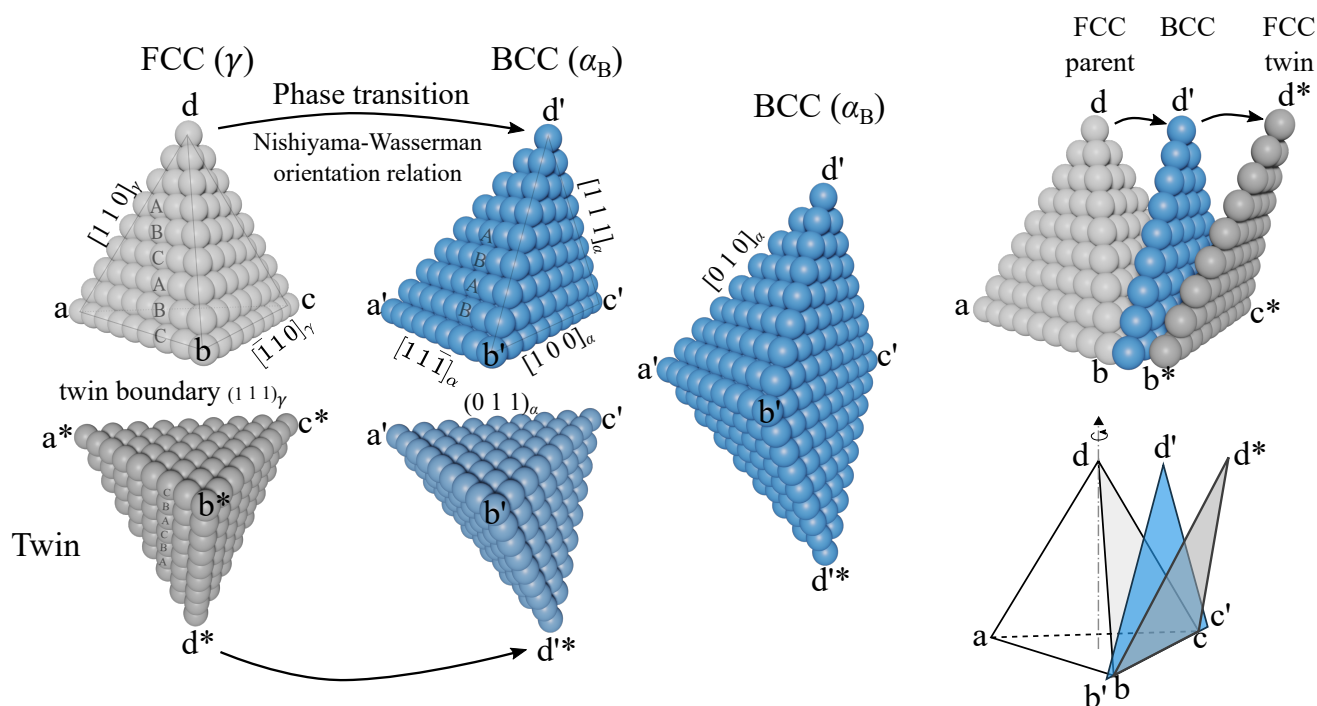 FCC (γ)
d
BCC (α_B)
d'
Phase transition
Nishiyama-Wasserman
orientation relation
[1 1 0]_γ
A
B
C
A
B
C
a
b
c
[1̄ 1 0]_γ
[1 1 1]_α
A
B
A
B
a'
b'
c'
[1 1 1̄]_α
[1 0 0]_α
twin boundary (1 1 1)_γ
a*
c*
b*
C
B
A
C
B
A
d*
Twin
(0 1 1)_α
a'
c'
b'
d'*
BCC (α_B)
d'
[0 1 0]_α
a'
b'
c'
d'*
FCC
parent
BCC
FCC
twin
d
d'
d*
a
b
b*
c*
d
d'
d*
a
b'
b
c
c'